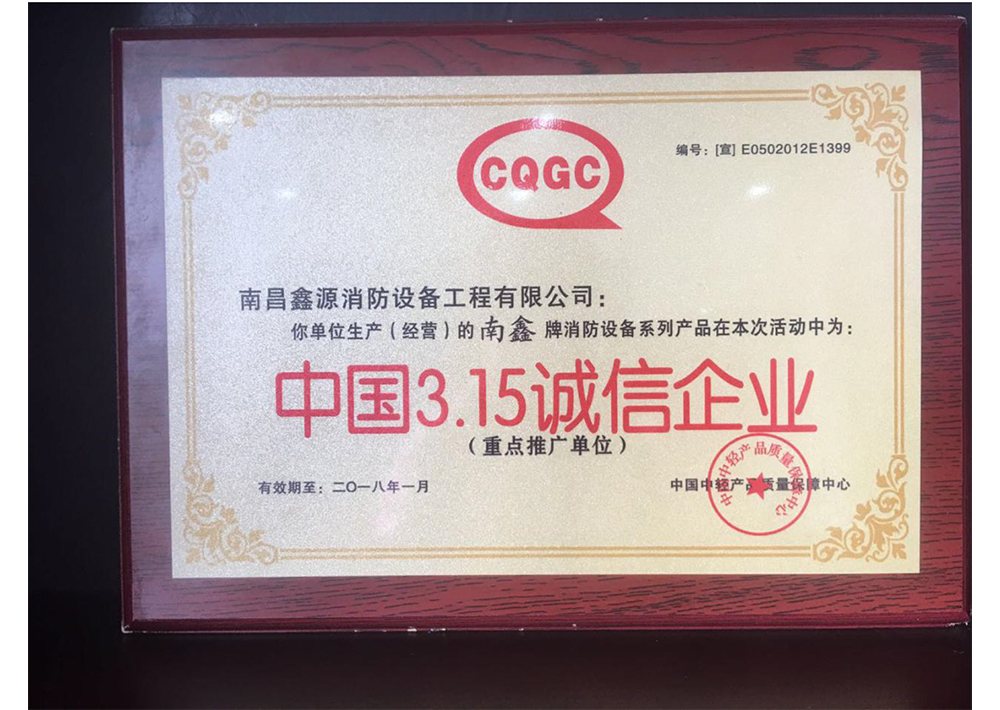 CQGC
编号：[宣] E0502012E1399
南昌鑫源消防设备工程有限公司：
你单位生产（经营）的南鑫 牌消防设备系列产品在本次活动中为：
中国3.15诚信企业
（重点推广单位）
有效期至：二〇一八年一月
中国中轻产品质量保障中心
中国中轻产品质量保障中心